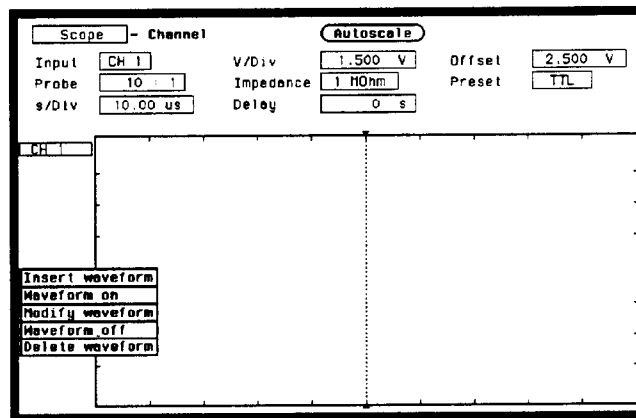 Scope - Channel Autoscale
Input CH 1 V/Div 1.500 V Offset 2.500 V
Probe 10 : 1 Impedance 1 MOhm Preset TTL
s/Div 10.00 us Delay 0 s
CH 1
Insert waveform
Waveform on
Modify waveform
Waveform off
Delete waveform